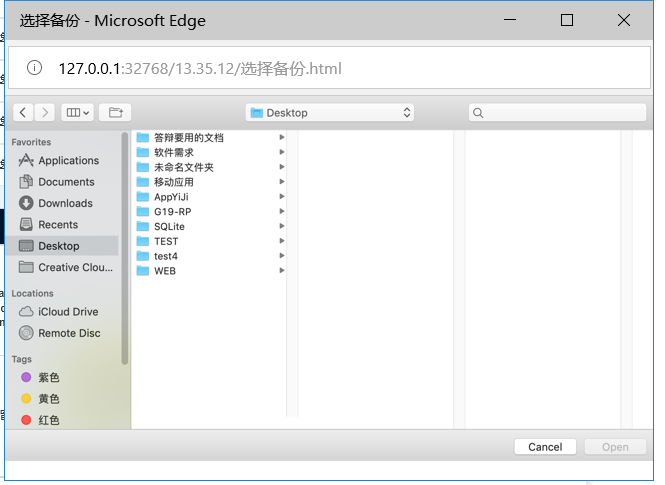 选择备份 - Microsoft Edge
127.0.0.1:32768/13.35.12/选择备份.html
Desktop
Favorites
Applications
Documents
Downloads
Recents
Desktop
Creative Clou...
Locations
iCloud Drive
Remote Disc
Tags
紫色
黄色
红色
答辩要用的文档
软件需求
未命名文件夹
移动应用
AppYiJi
G19-RP
SQLite
TEST
test4
WEB
Cancel
Open